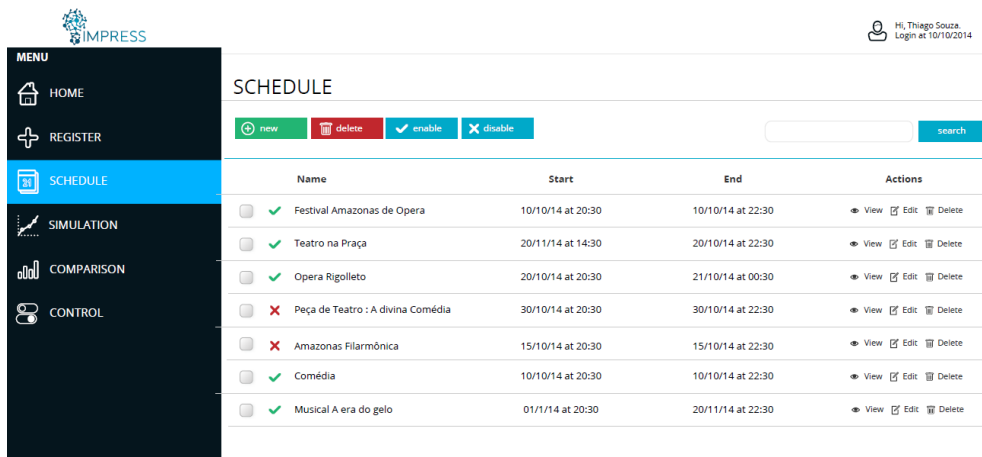 IMPRESS
Hi, Thiago Souza.
Login at 10/10/2014
MENU
HOME
REGISTER
SCHEDULE
SIMULATION
COMPARISON
CONTROL
SCHEDULE
new delete enable disable search
Name Start End Actions
Festival Amazonas de Opera 10/10/14 at 20:30 10/10/14 at 22:30 View Edit Delete
Teatro na Praça 20/11/14 at 14:30 20/10/14 at 22:30 View Edit Delete
Opera Rigolleto 20/10/14 at 20:30 21/10/14 at 00:30 View Edit Delete
Peça de Teatro : A divina Comédia 30/10/14 at 20:30 30/10/14 at 22:30 View Edit Delete
Amazonas Filarmônica 15/10/14 at 20:30 15/10/14 at 22:30 View Edit Delete
Comédia 10/10/14 at 20:30 10/10/14 at 22:30 View Edit Delete
Musical A era do gelo 01/1/14 at 20:30 20/11/14 at 22:30 View Edit Delete